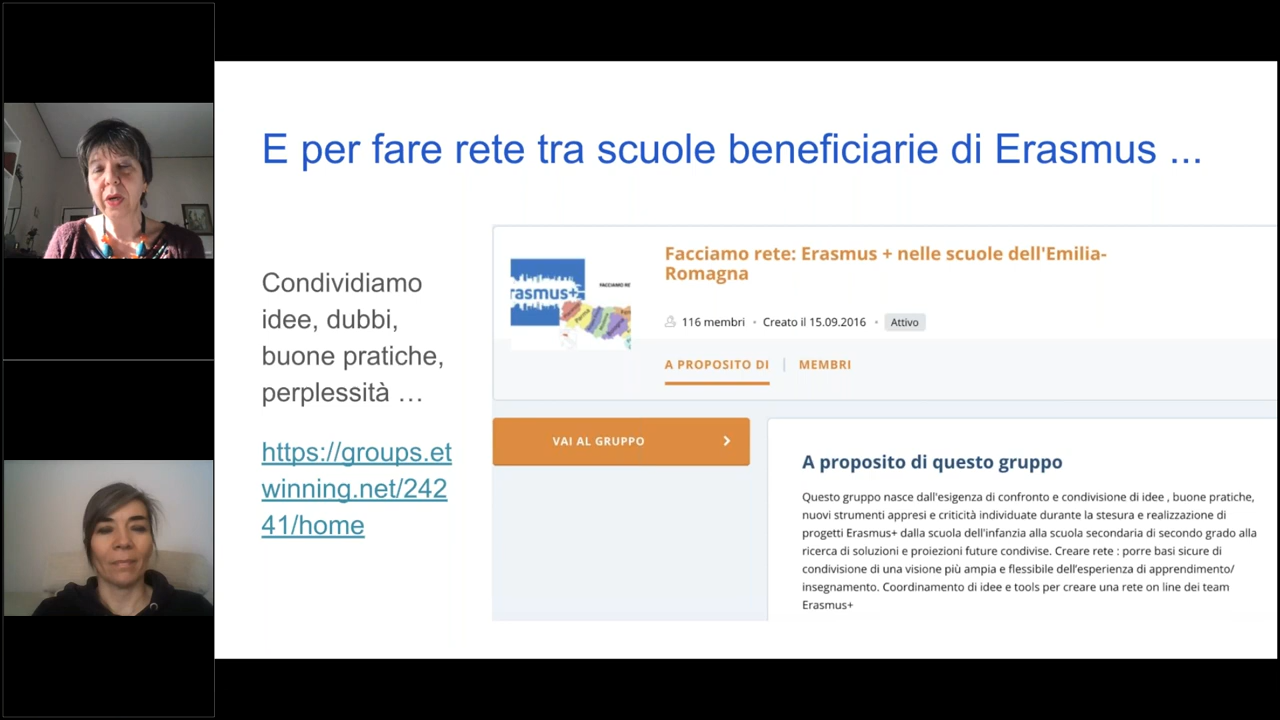 E per fare rete tra scuole beneficiarie di Erasmus ...
Condividiamo
idee, dubbi,
buone pratiche,
perplessità …
https://groups.et
winning.net/242
41/home
rasmus+
FACCIAMO RE
Parma
Facciamo rete: Erasmus + nelle scuole dell'Emilia-
Romagna
116 membri • Creato il 15.09.2016 • Attivo
A PROPOSITO DI | MEMBRI
VAI AL GRUPPO
A proposito di questo gruppo
Questo gruppo nasce dall'esigenza di confronto e condivisione di idee , buone pratiche,
nuovi strumenti appresi e criticità individuate durante la stesura e realizzazione di
progetti Erasmus+ dalla scuola dell'infanzia alla scuola secondaria di secondo grado alla
ricerca di soluzioni e proiezioni future condivise. Creare rete : porre basi sicure di
condivisione di una visione più ampia e flessibile dell'esperienza di apprendimento/
insegnamento. Coordinamento di idee e tools per creare una rete on line dei team
Erasmus+